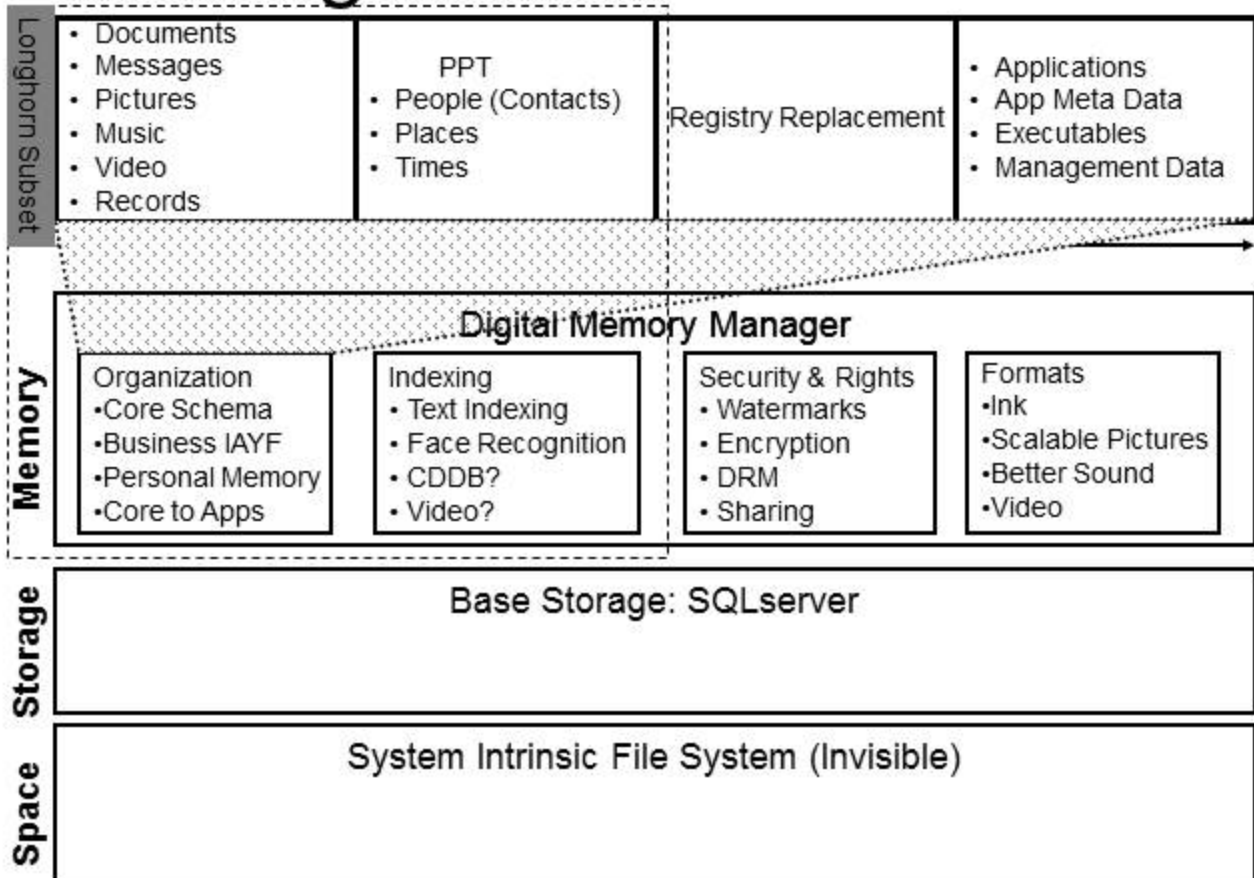 Longhorn Subset
• Documents
• Messages
• Pictures
• Music
• Video
• Records
PPT
• People (Contacts)
• Places
• Times
Registry Replacement
• Applications
• App Meta Data
• Executables
• Management Data
Memory
Digital Memory Manager
Organization
•Core Schema
•Business IAYF
•Personal Memory
•Core to Apps
Indexing
• Text Indexing
• Face Recognition
• CDDB?
• Video?
Security & Rights
• Watermarks
• Encryption
• DRM
• Sharing
Formats
•Ink
•Scalable Pictures
•Better Sound
•Video
Storage
Base Storage: SQLserver
Space
System Intrinsic File System (Invisible)